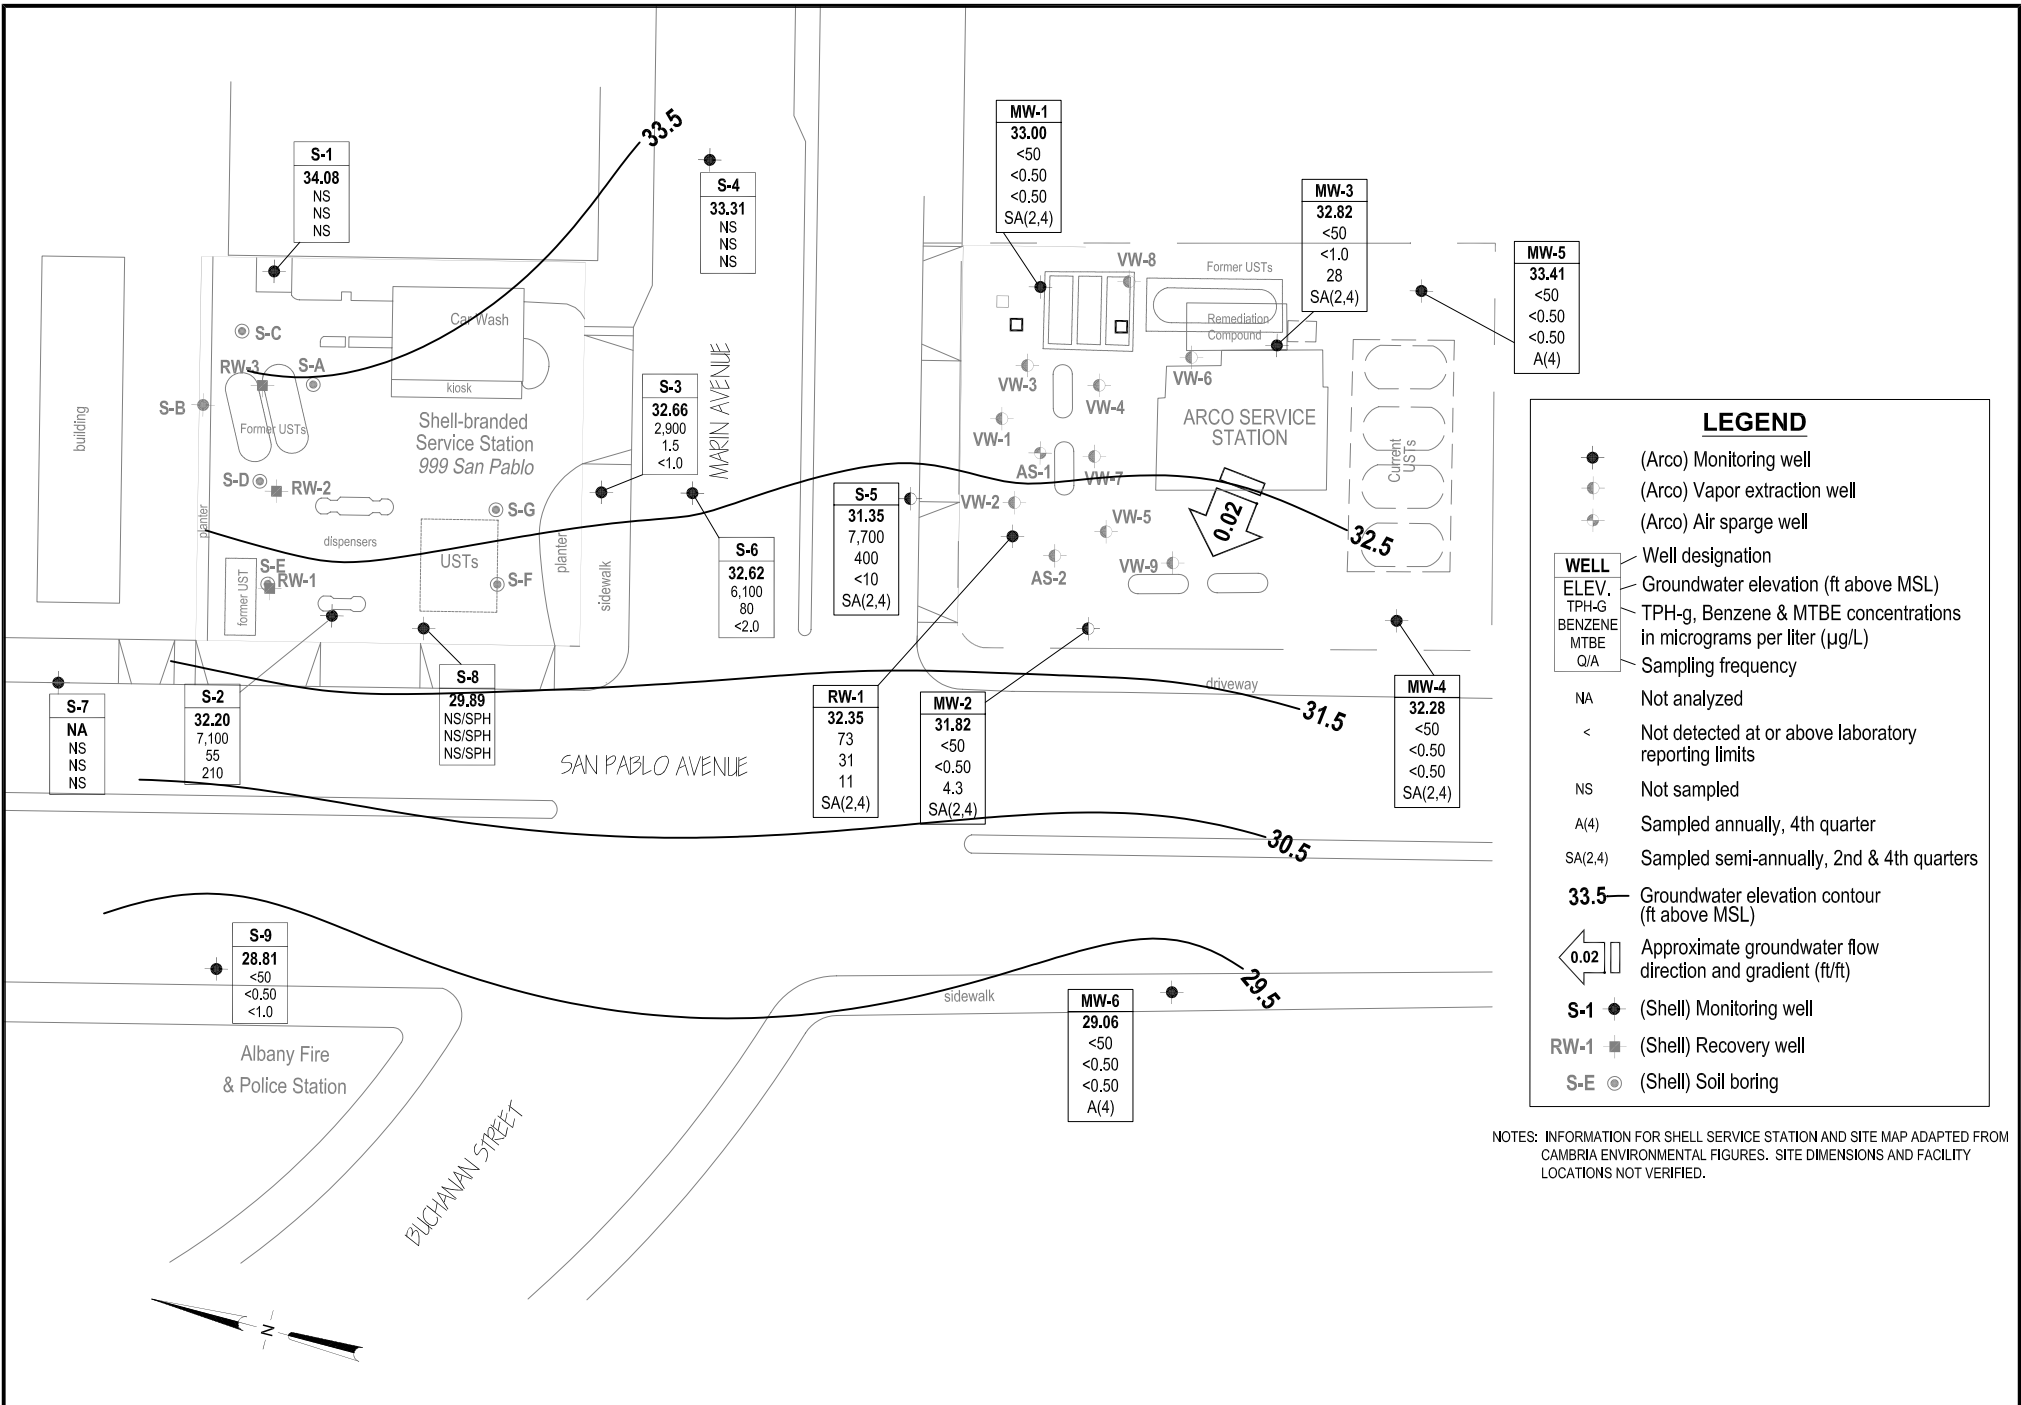 33.5
S-1
34.08
NS
NS
NS
S-4
33.31
NS
NS
NS
MW-1
33.00
<50
<0.50
<0.50
SA(2,4)
MW-3
32.82
<50
<1.0
28
SA(2,4)
MW-5
33.41
<50
<0.50
<0.50
A(4)
Car Wash
kiosk
S-C
RW-3
S-A
S-B
Former USTs
building
Shell-branded
Service Station
999 San Pablo
S-D
RW-2
S-G
planter
dispensers
USTs
S-E
RW-1
former UST
S-F
planter
sidewalk
MARIN AVENUE
S-3
32.66
2,900
1.5
<1.0
S-6
32.62
6,100
80
<2.0
S-5
31.35
7,700
400
<10
SA(2,4)
VW-8
Former USTs
Remediation
Compound
VW-3
VW-4
VW-6
VW-1
ARCO SERVICE
STATION
AS-1
VW-7
VW-2
VW-5
AS-2
VW-9
0.02
Current
USTs
32.5
S-7
NA
NS
NS
NS
S-2
32.20
7,100
55
210
S-8
29.89
NS/SPH
NS/SPH
NS/SPH
SAN PABLO AVENUE
RW-1
32.35
73
31
11
SA(2,4)
MW-2
31.82
<50
<0.50
4.3
SA(2,4)
driveway
31.5
MW-4
32.28
<50
<0.50
<0.50
SA(2,4)
30.5
S-9
28.81
<50
<0.50
<1.0
Albany Fire
& Police Station
BUCHANAN STREET
sidewalk
29.5
MW-6
29.06
<50
<0.50
<0.50
A(4)
N
LEGEND
(Arco) Monitoring well
(Arco) Vapor extraction well
(Arco) Air sparge well
WELL
ELEV.
TPH-G
BENZENE
MTBE
Q/A
Well designation
Groundwater elevation (ft above MSL)
TPH-g, Benzene & MTBE concentrations
in micrograms per liter (µg/L)
Sampling frequency
NA Not analyzed
< Not detected at or above laboratory
reporting limits
NS Not sampled
A(4) Sampled annually, 4th quarter
SA(2,4) Sampled semi-annually, 2nd & 4th quarters
33.5 Groundwater elevation contour
(ft above MSL)
0.02 Approximate groundwater flow
direction and gradient (ft/ft)
S-1 (Shell) Monitoring well
RW-1 (Shell) Recovery well
S-E (Shell) Soil boring
NOTES: INFORMATION FOR SHELL SERVICE STATION AND SITE MAP ADAPTED FROM
CAMBRIA ENVIRONMENTAL FIGURES. SITE DIMENSIONS AND FACILITY
LOCATIONS NOT VERIFIED.